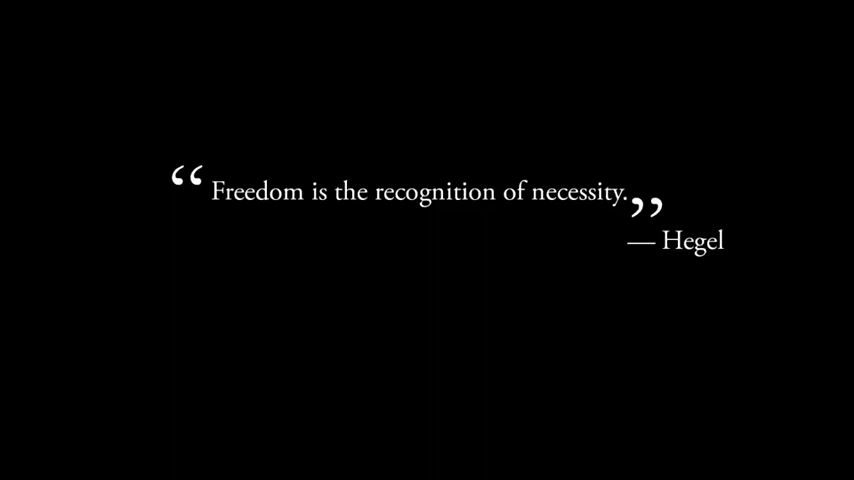 “Freedom is the recognition of necessity.”
— Hegel